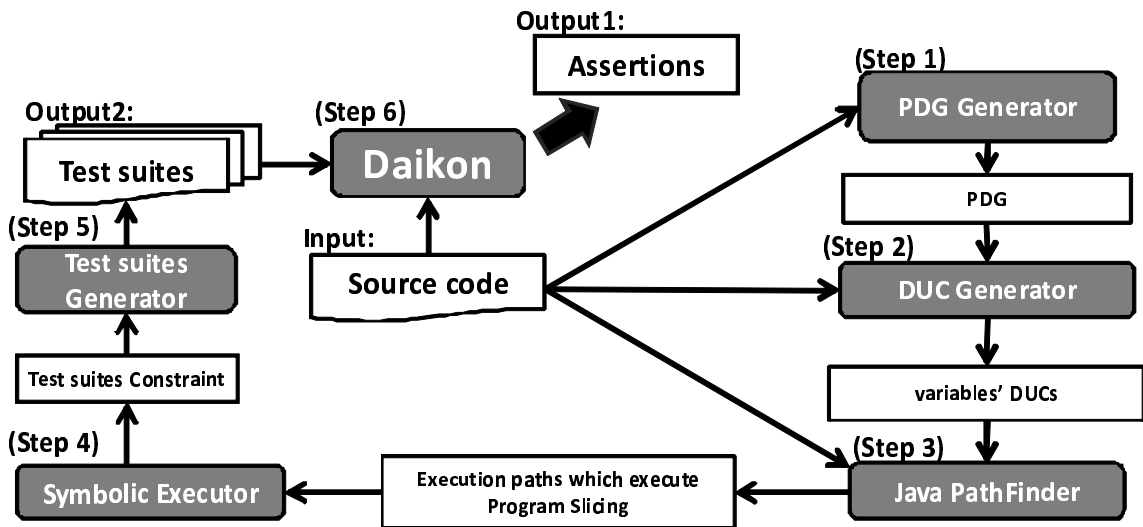 Output1:
Assertions
(Step 1)
PDG Generator
Output2:
Test suites
(Step 6)
Daikon
PDG
(Step 5)
Test suites
Generator
Input:
Source code
(Step 2)
DUC Generator
Test suites Constraint
variables' DUCs
(Step 4)
Symbolic Executor
Execution paths which execute
Program Slicing
(Step 3)
Java PathFinder